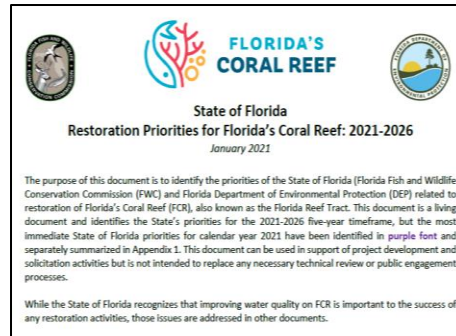 FLORIDA'S
CORAL REEF
State of Florida
Restoration Priorities for Florida's Coral Reef: 2021-2026
January 2021
The purpose of this document is to identify the priorities of the State of Florida (Florida Fish and Wildlife
Conservation Commission (FWC) and Florida Department of Environmental Protection (DEP) related to
restoration of Florida's Coral Reef (FCR), also known as the Florida Reef Tract. This document is a living
document and identifies the State's priorities for the 2021-2026 five-year timeframe, but the most
immediate State of Florida priorities for calendar year 2021 have been identified in purple font and
separately summarized in Appendix 1. This document can be used in support of project development and
solicitation activities but is not intended to replace any necessary technical review or public engagement
processes.
While the State of Florida recognizes that improving water quality on FCR is important to the success of
any restoration activities, those issues are addressed in other documents.